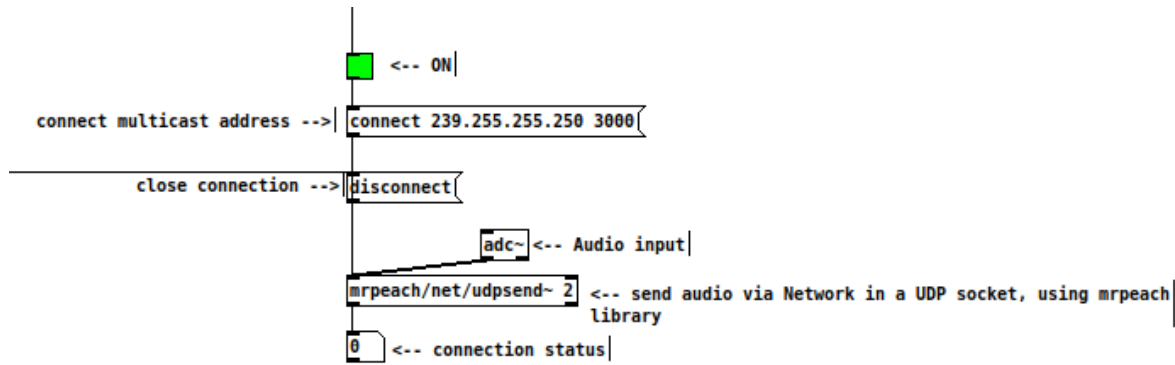 <-- ON
connect multicast address --> connect 239.255.255.250 3000
close connection --> disconnect
adc~ <-- Audio input
mrpeach/net/udpsend~ 2 <-- send audio via Network in a UDP socket, using mrpeach
library
0 <-- connection status